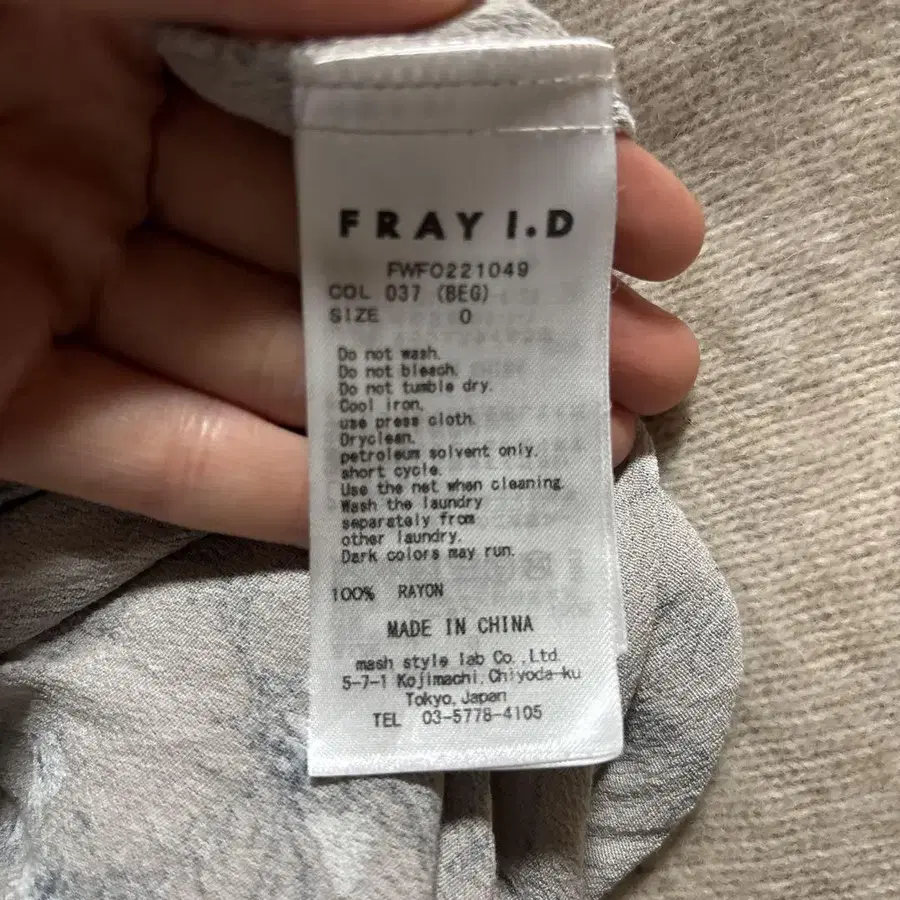 FRAY I.D
FWFO221049
COL 037 (BEG)
SIZE 0
Do not wash.
Do not bleach.
Do not tumble dry.
Cool iron.
use press cloth.
Dryclean.
petroleum solvent only.
short cycle.
Use the net when cleaning.
Wash the laundry
separately from
other laundry.
Dark colors may run.
100% RAYON
MADE IN CHINA
mash style lab Co.,Ltd.
5-7-1 Kojimachi,Chiyoda-ku
Tokyo,Japan
TEL 03-5778-4105